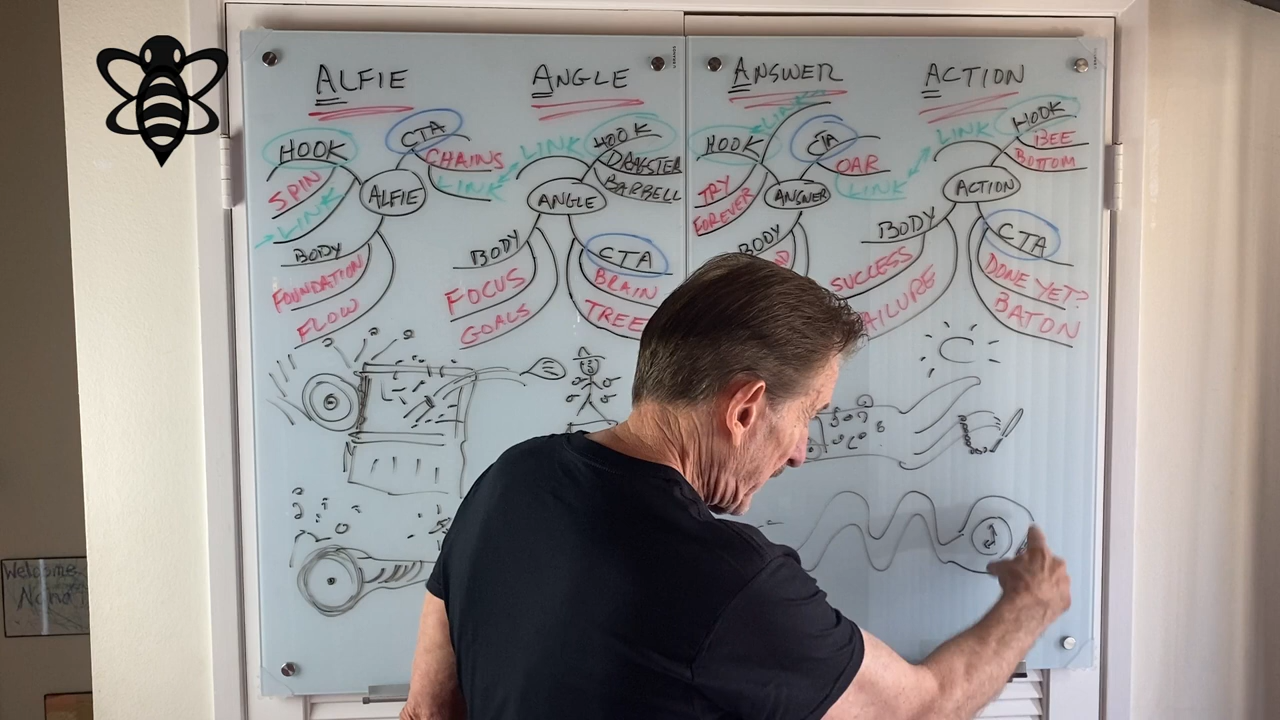 ALFIE
ANGLE
ANSWER
ACTION
HOOK
SPIN
LINK
CTA
CHAINS
LINK
ALFIE
BODY
FOUNDATION
FLOW
LINK
HOOK
DRAGSTER
BARBELL
ANGLE
BODY
FOCUS
GOALS
CTA
BRAIN
TREE
LINK
HOOK
TRY
FOREVER
CTA
OAR
LINK
ANSWER
BODY
LINK
HOOK
BEE
BOTTOM
ACTION
BODY
SUCCESS
AILURE
CTA
DONE YET?
BATON
Welcome